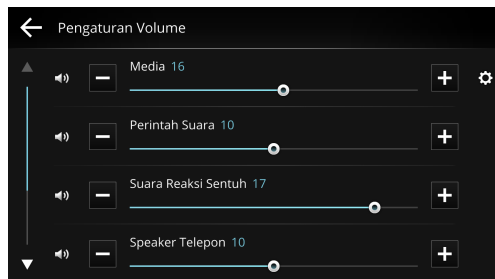 Pengaturan Volume
Media 16
Perintah Suara 10
Suara Reaksi Sentuh 17
Speaker Telepon 10